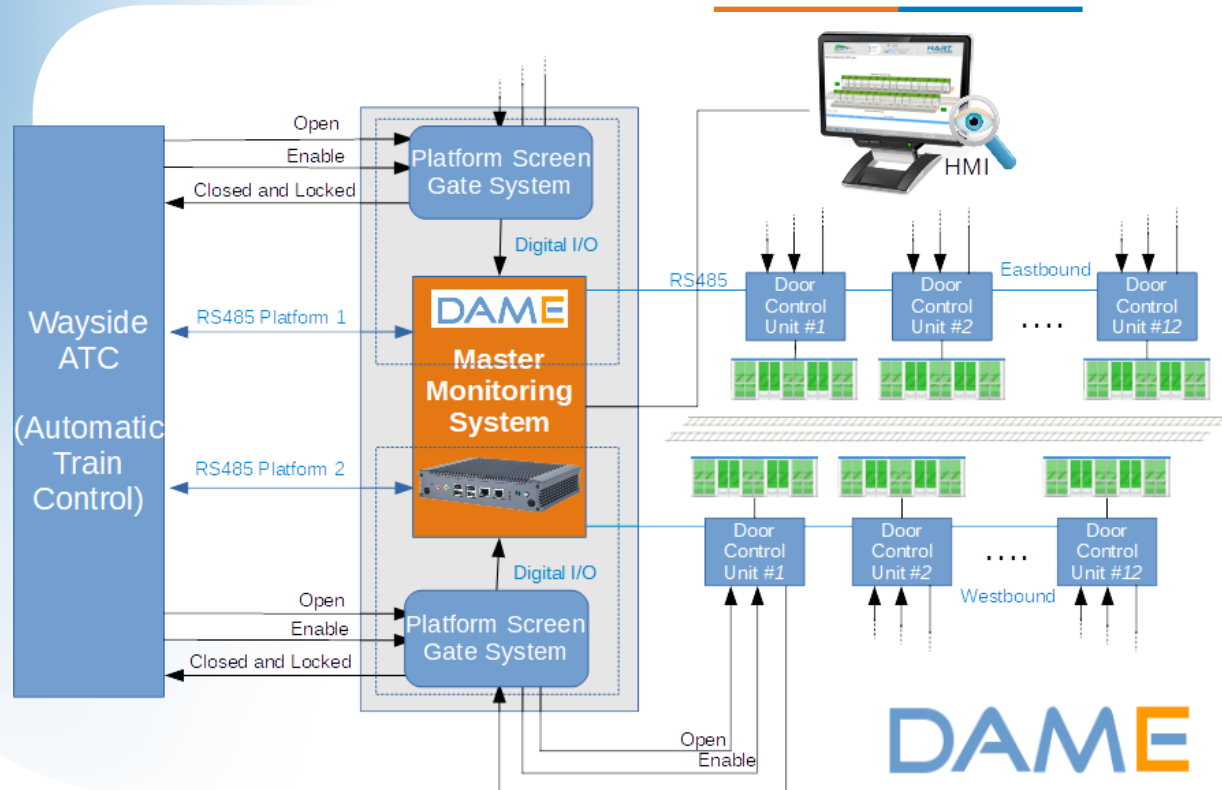 Open
Enable
Closed and Locked
Platform Screen
Gate System
Digital I/O
HMI
HART
Wayside
ATC
(Automatic
Train
Control)
RS485 Platform 1
RS485 Platform 2
DAME
Master
Monitoring
System
RS485
Door
Control
Unit #1
Door
Control
Unit #2
Eastbound
....
Door
Control
Unit #12
Door
Control
Unit #1
Door
Control
Unit #2
....
Door
Control
Unit #12
Westbound
Digital I/O
Open
Enable
Closed and Locked
Platform Screen
Gate System
Open
Enable
DAME